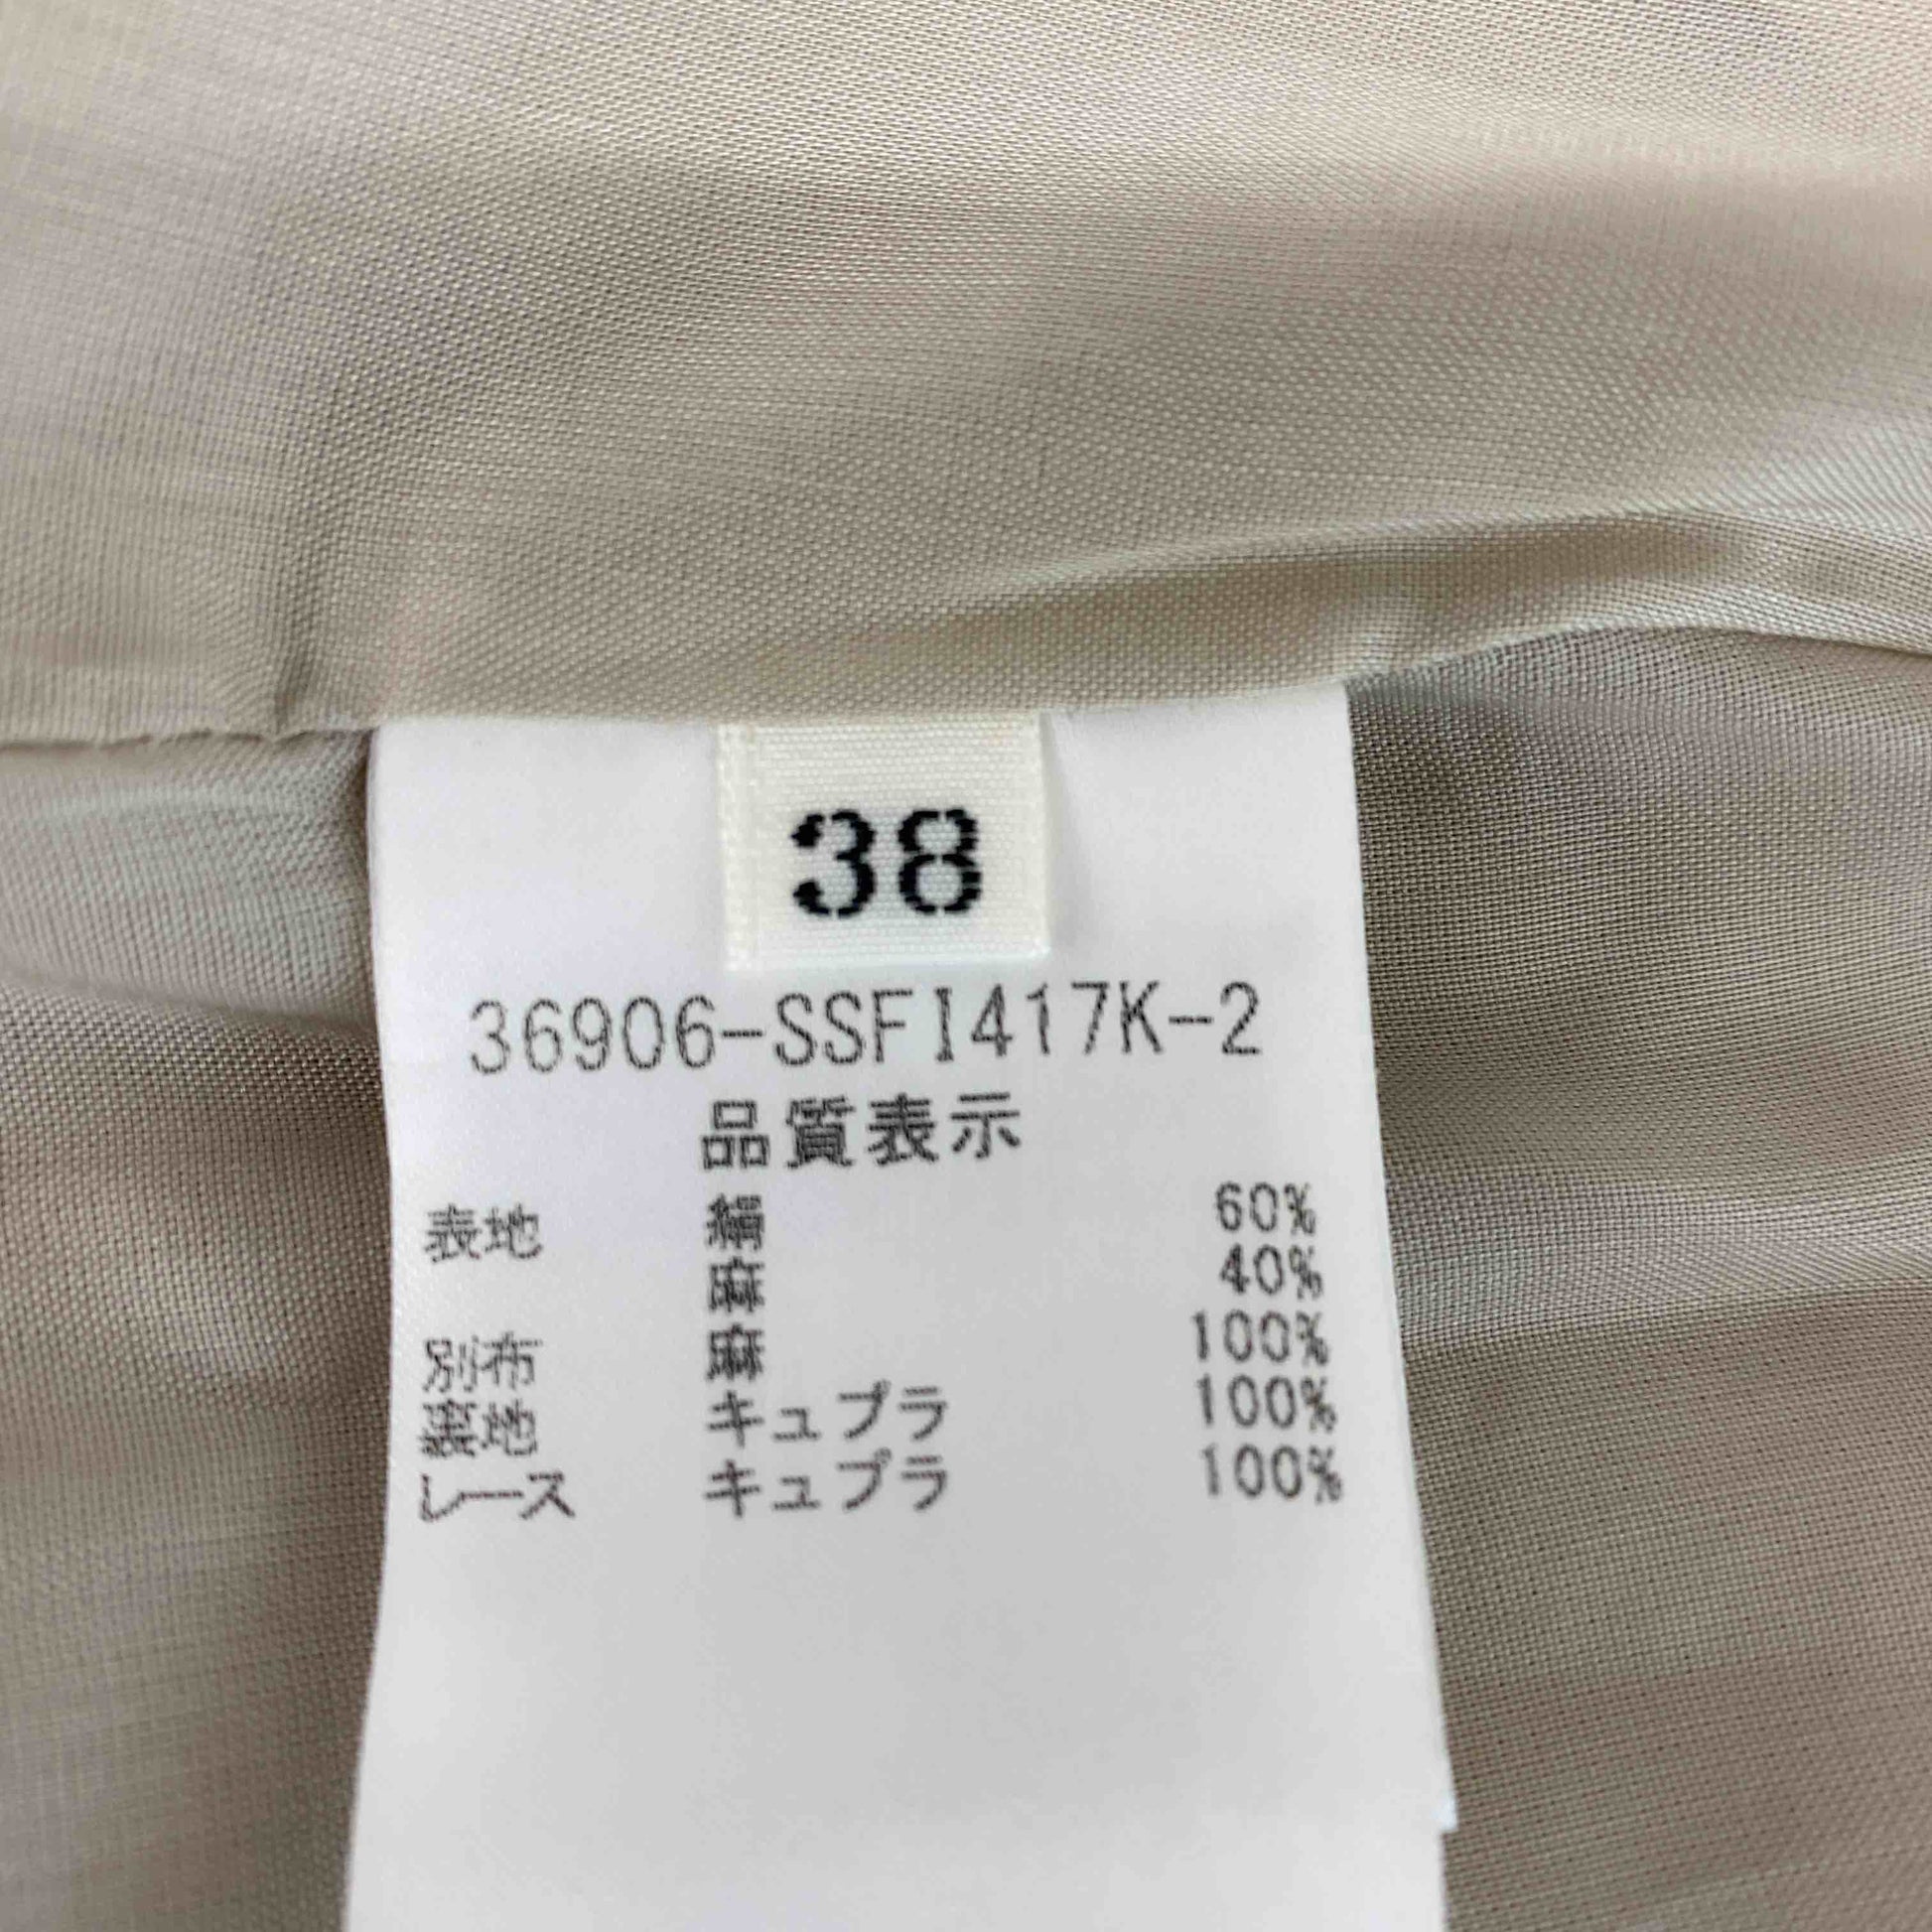 38
36906-SSFI417K-2
品質表示
表地 絹 60%
麻 40%
別布 麻 100%
裏地 キュプラ 100%
レース キュプラ 100%